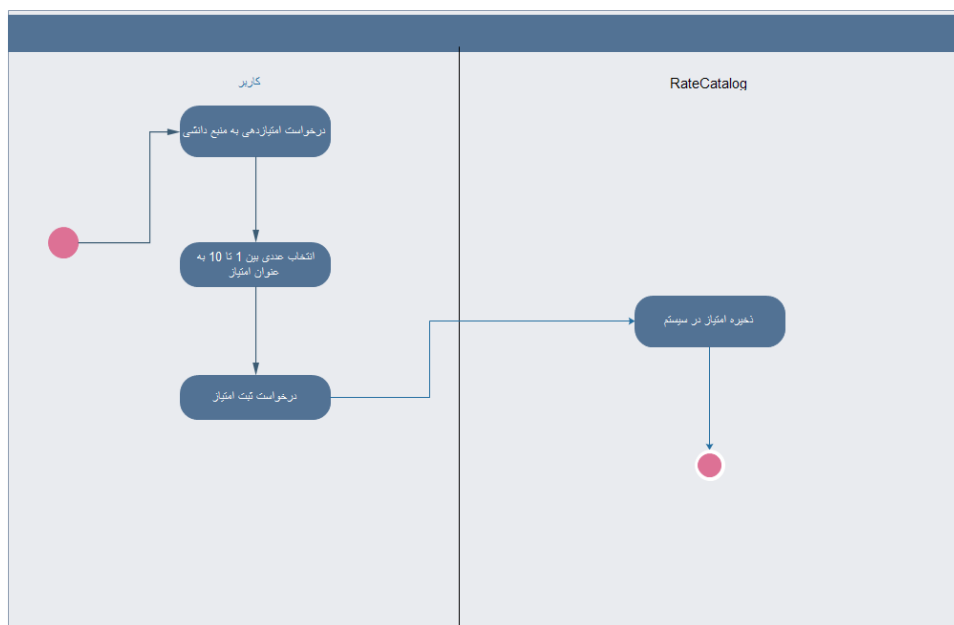 کاربر
RateCatalog
درخواست امتیازدهی به منبع دانشی
انتخاب عددی بین 1 تا 10 به
عنوان امتیاز
درخواست ثبت امتیاز
ذخیره امتیاز در سیستم